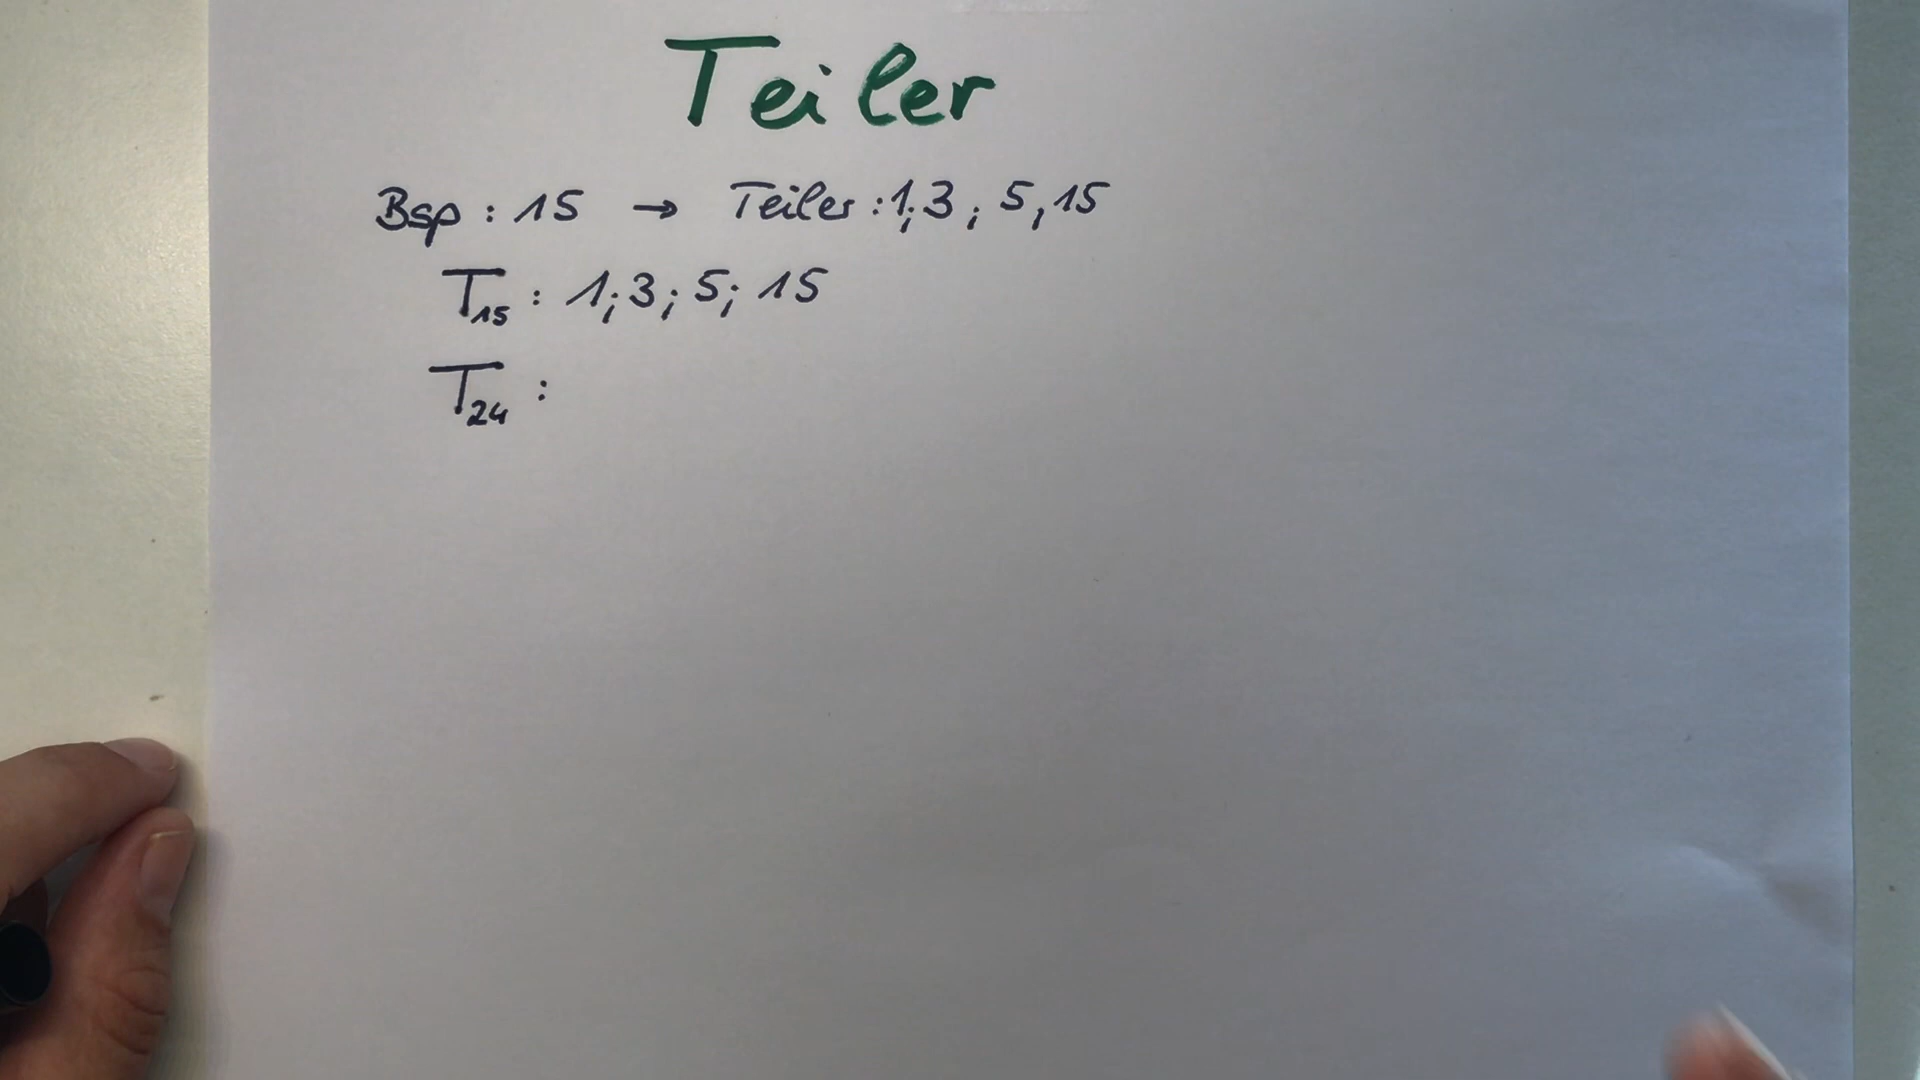 Teiler
Bsp : 15 → Teiler : 1; 3 ; 5, 15
T₁₅ : 1; 3 ; 5; 15
T₂₄ :